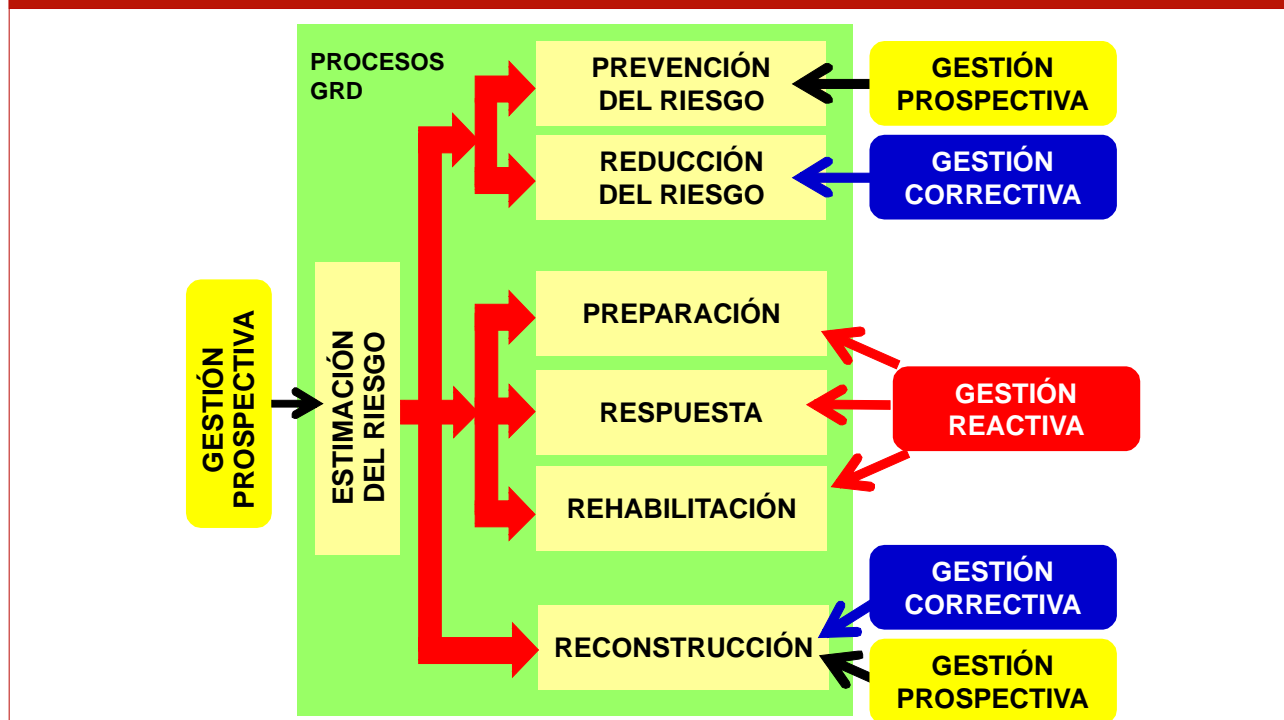 PROCESOS
GRD
PREVENCIÓN
DEL RIESGO
GESTIÓN
PROSPECTIVA
REDUCCIÓN
DEL RIESGO
GESTIÓN
CORRECTIVA
GESTIÓN
PROSPECTIVA
ESTIMACIÓN
DEL RIESGO
PREPARACIÓN
RESPUESTA
GESTIÓN
REACTIVA
REHABILITACIÓN
RECONSTRUCCIÓN
GESTIÓN
CORRECTIVA
GESTIÓN
PROSPECTIVA